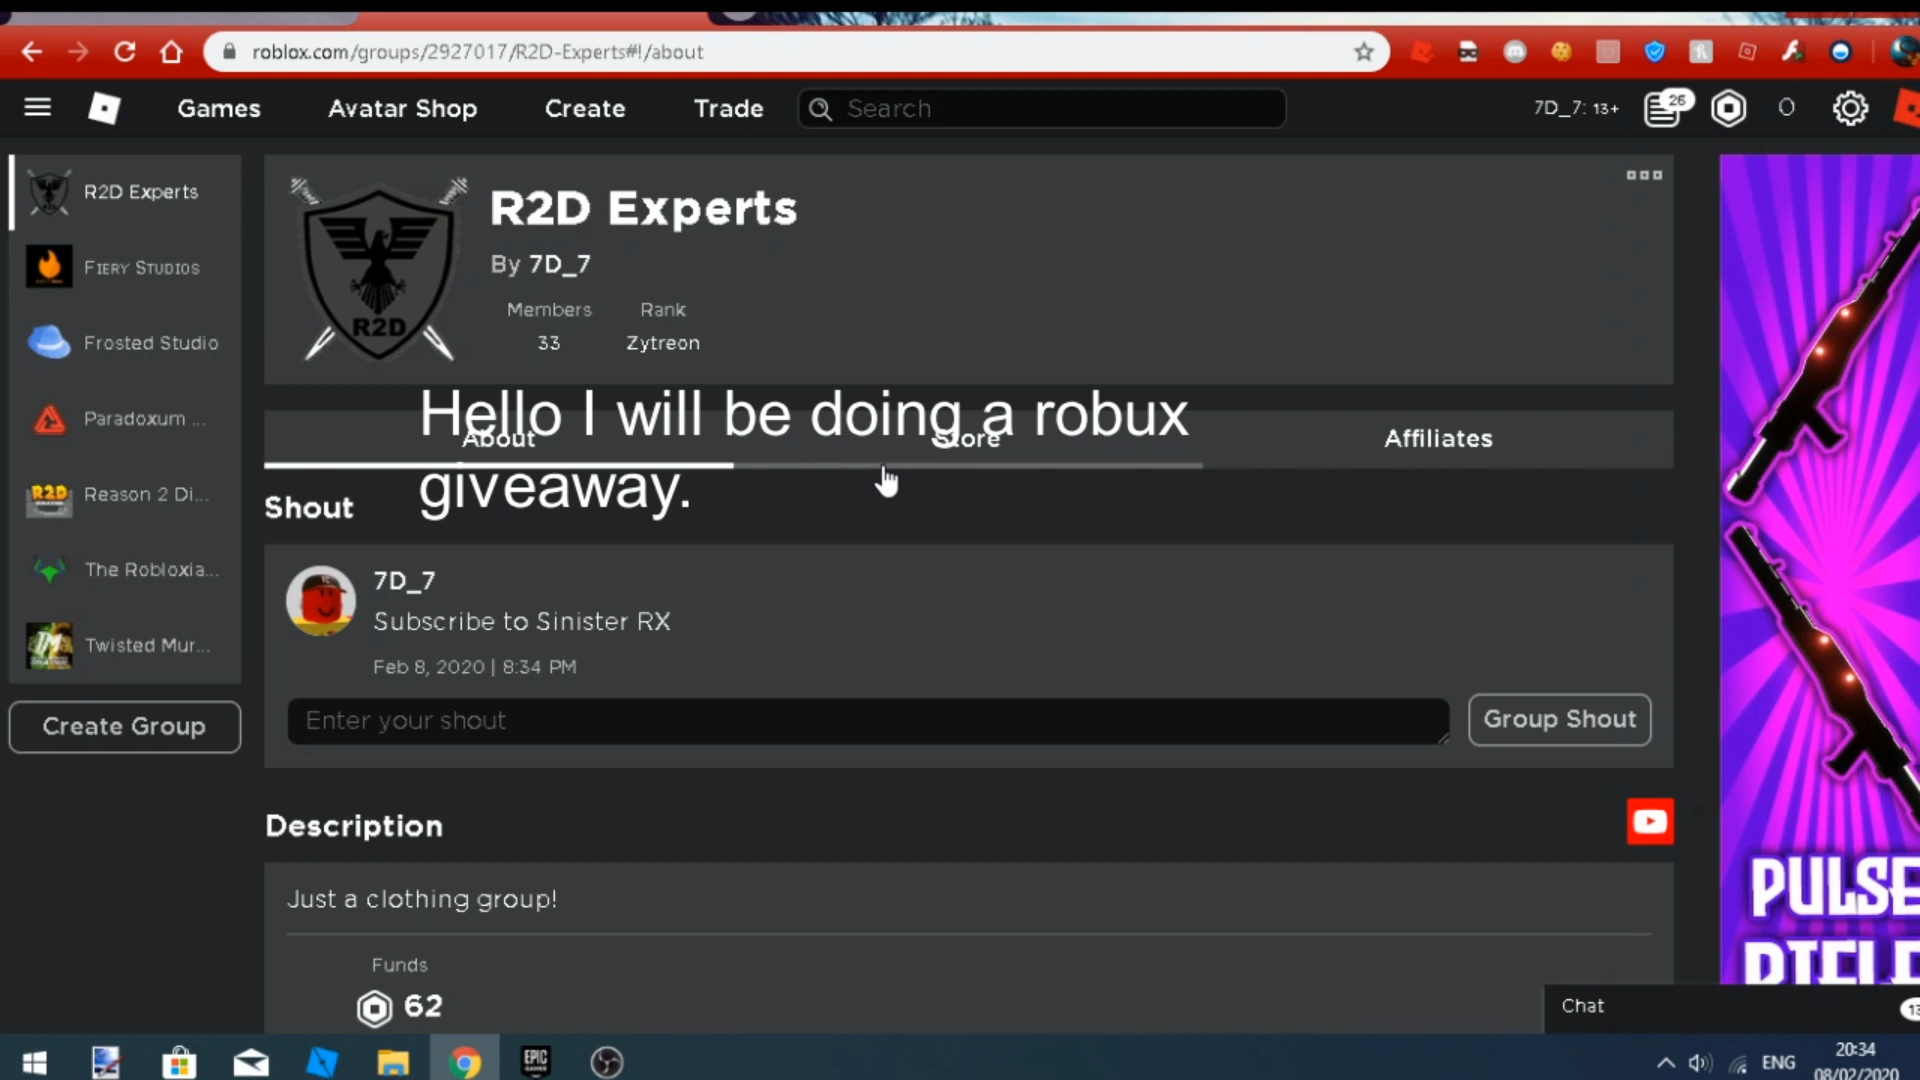 roblox.com/groups/2927017/R2D-Experts#!/about
Games
Avatar Shop
Create
Trade
Search
7D_7: 13+
26
0
R2D Experts
FIERY STUDIOS
Frosted Studio
Paradoxum ...
Reason 2 Di...
The Robloxia...
Twisted Mur...
Create Group
R2D
R2D Experts
By 7D_7
Members
Rank
33
Zytreon
Hello I will be doing a robux
giveaway.
About
Store
Affiliates
Shout
7D_7
Subscribe to Sinister RX
Feb 8, 2020 | 8:34 PM
Enter your shout
Group Shout
Description
Just a clothing group!
Funds
62
PULSE
Chat
EPIC
GAMES
ENG
20:34
08/02/2020